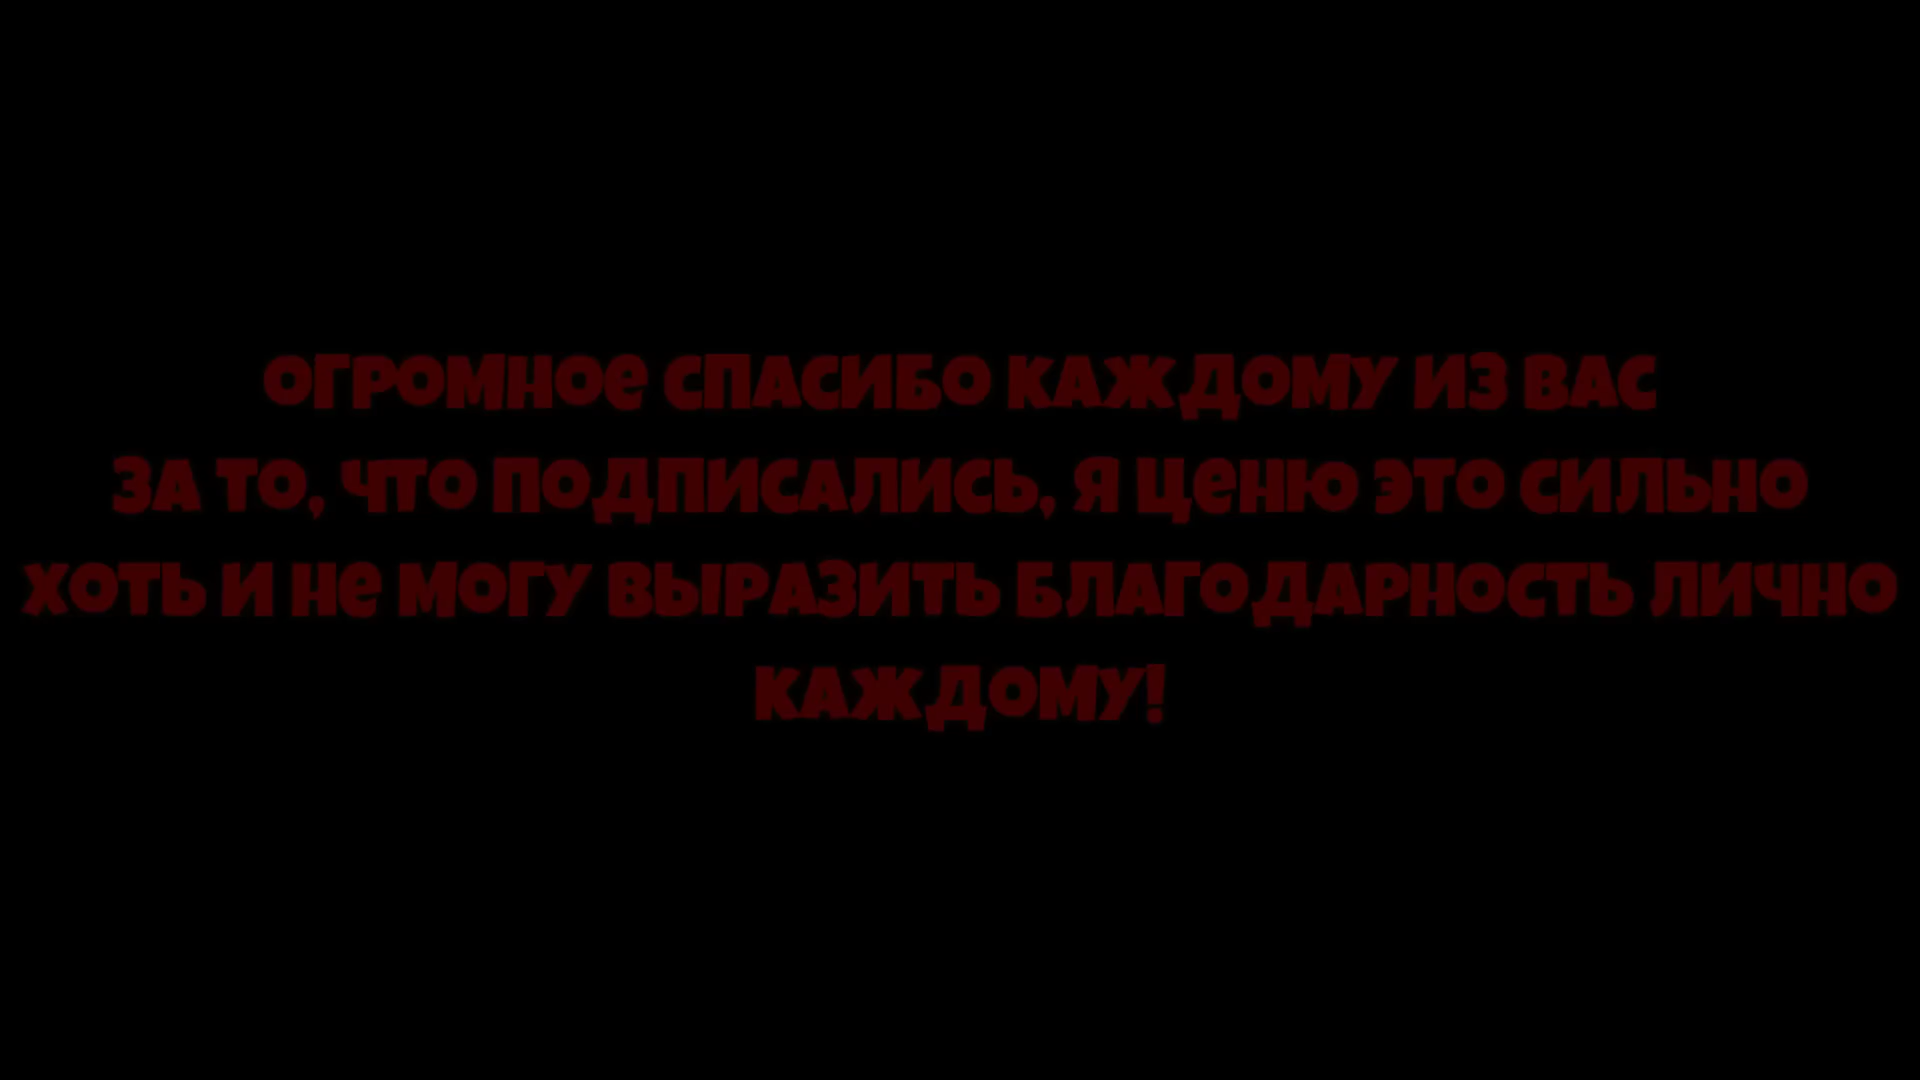 ОГРОМНОЕ СПАСИБО КАЖДОМУ ИЗ ВАС
ЗА ТО, ЧТО ПОДПИСАЛИСЬ, Я ЦЕНЮ ЭТО СИЛЬНО
ХОТЬ И НЕ МОГУ ВЫРАЗИТЬ БЛАГОДАРНОСТЬ ЛИЧНО
КАЖДОМУ!